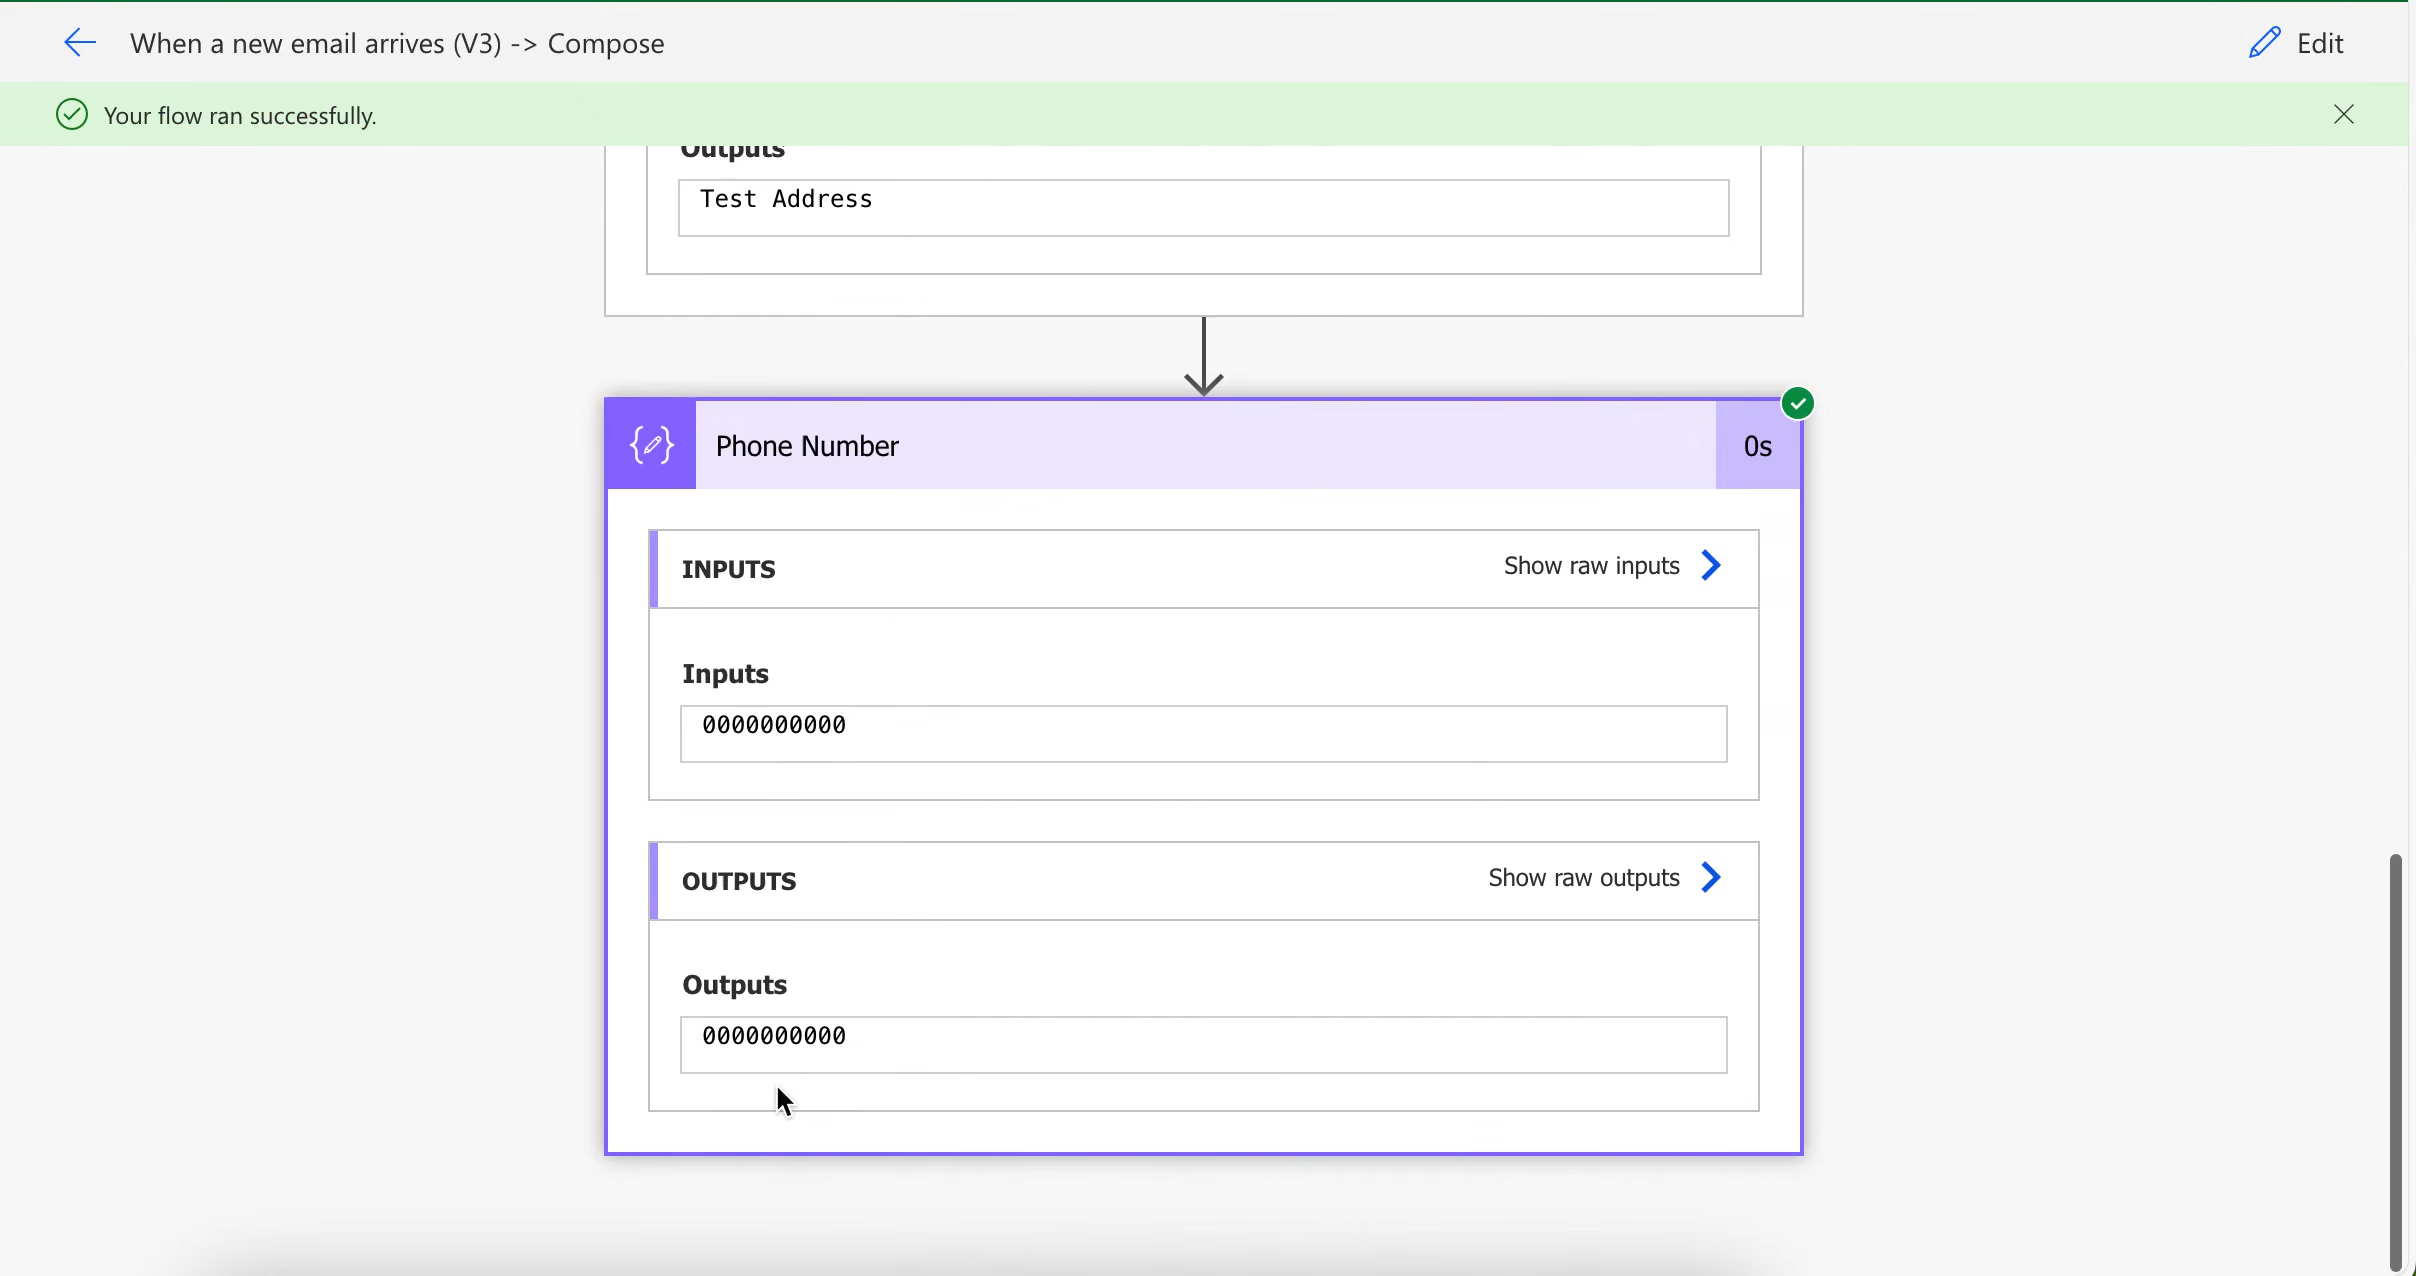 When a new email arrives (V3) -> Compose
Edit
Your flow ran successfully.
Outputs
Test Address
Phone Number
0s
INPUTS
Show raw inputs
Inputs
0000000000
OUTPUTS
Show raw outputs
Outputs
0000000000